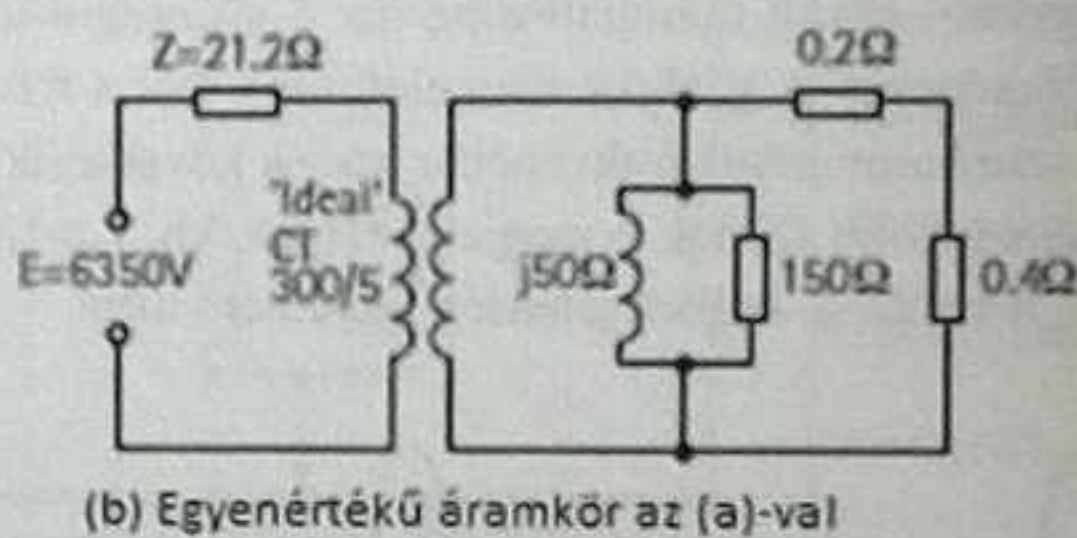 Z=21.2Ω
0.2Ω
"Ideal"
CT
300/5
E=6350V
j50Ω
150Ω
0.4Ω
(b) Egyenértékű áramkör az (a)-val